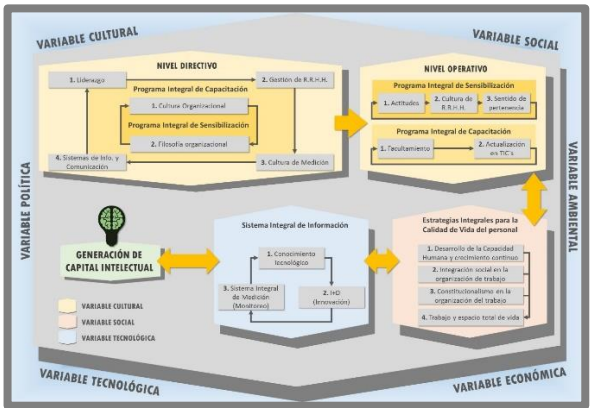 VARIABLE CULTURAL
VARIABLE SOCIAL
NIVEL DIRECTIVO
1. Liderazgo
2. Gestión de R.R.H.H.
Programa Integral de Capacitación
1. Cultura Organizacional
Programa Integral de Sensibilización
2. Filosofía organizacional
4. Sistemas de Info. y
Comunicación
3. Cultura de Medición
NIVEL OPERATIVO
Programa Integral de Sensibilización
1. Actitudes
2. Cultura de
R.R.H.H.
3. Sentido de
pertenencia
Programa Integral de Capacitación
1. Facultamiento
2. Actualización
en TIC's
VARIABLE POLÍTICA
VARIABLE AMBIENTAL
GENERACIÓN DE
CAPITAL INTELECTUAL
Sistema Integral de Información
1. Conocimiento
tecnológico
3. Sistema Integral
de Medición
(Monitoreo)
2. I+D
(Innovación)
Estrategias Integrales para la
Calidad de Vida del personal
1. Desarrollo de la Capacidad
Humana y crecimiento continuo
2. Integración social en la
organización de trabajo
3. Constitucionalismo en la
organización del trabajo
4. Trabajo y espacio total de vida
VARIABLE CULTURAL
VARIABLE SOCIAL
VARIABLE TECNOLÓGICA
VARIABLE TECNOLÓGICA
VARIABLE ECONÓMICA